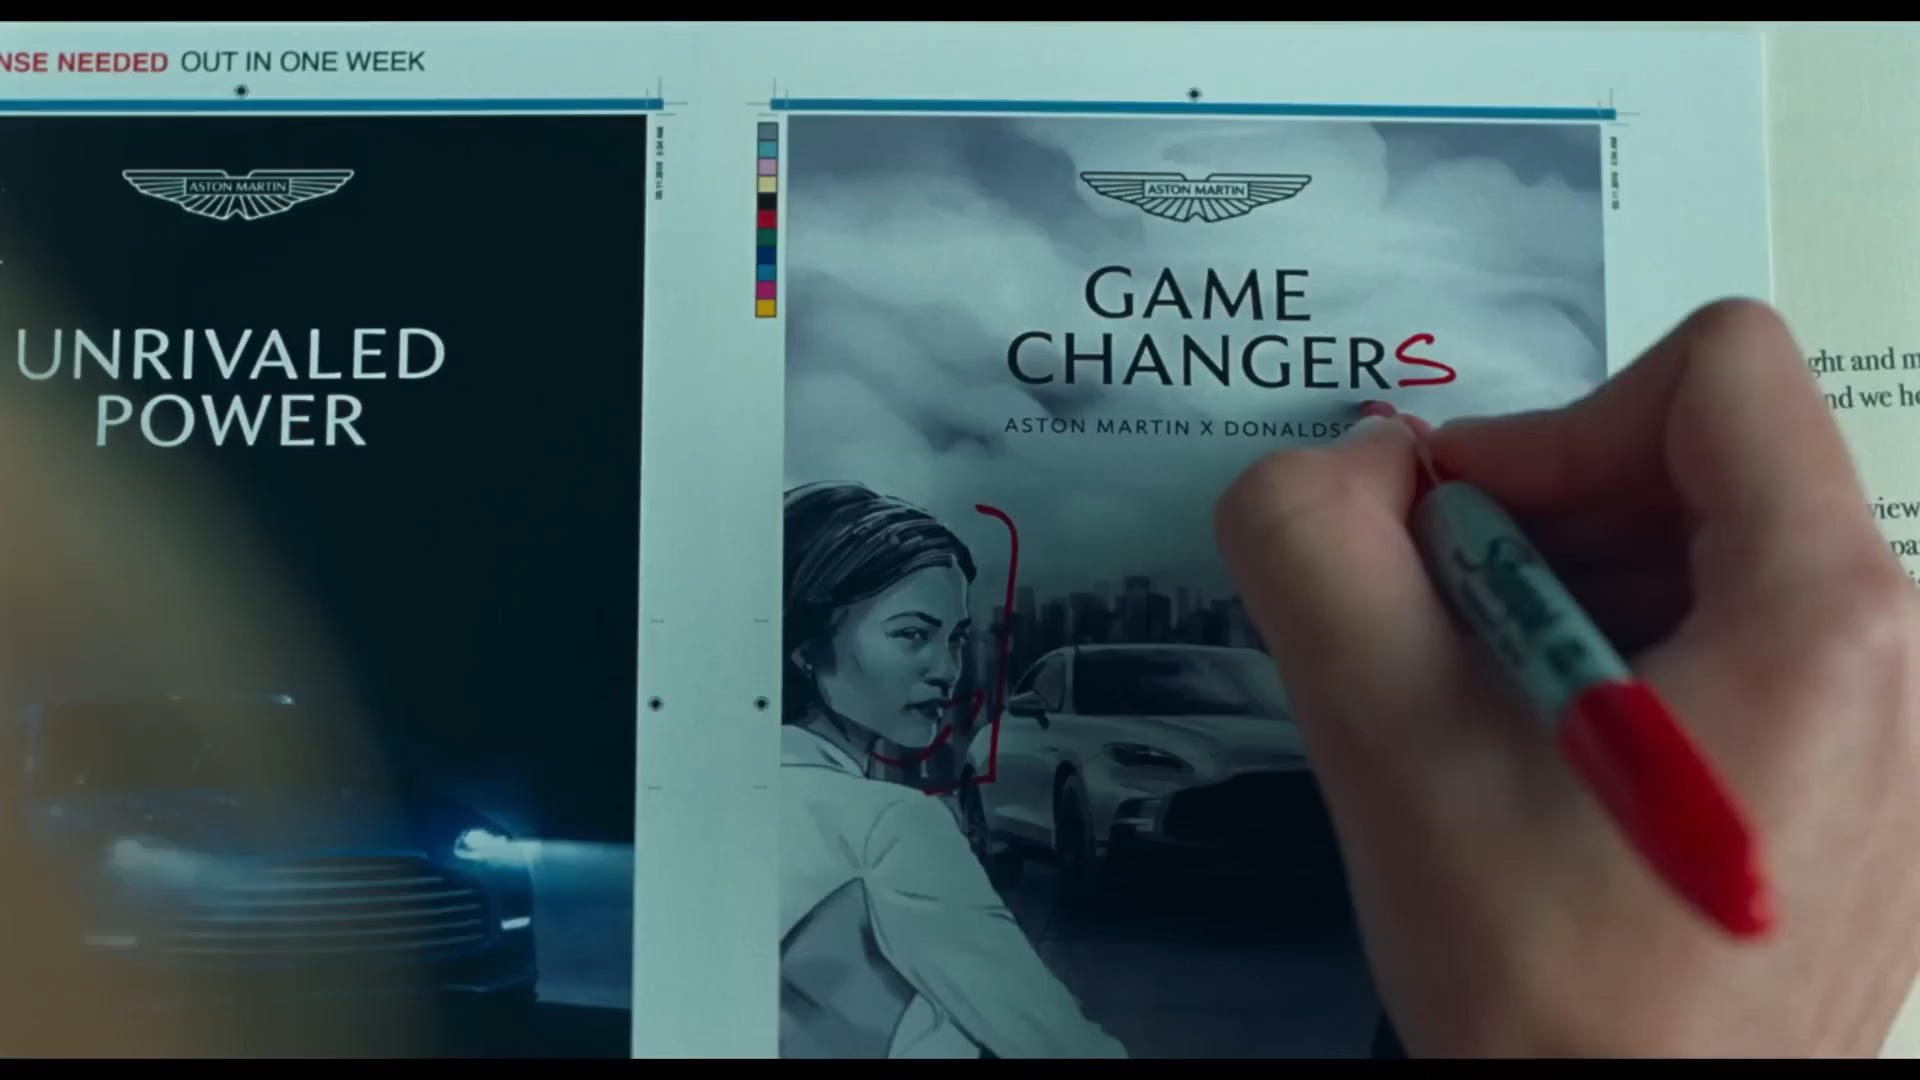 NSE NEEDED OUT IN ONE WEEK
ASTON MARTIN
UNRIVALED
POWER
ASTON MARTIN
GAME
CHANGERS
ASTON MARTIN X DONALDS
ght and m
nd we he
view
pa